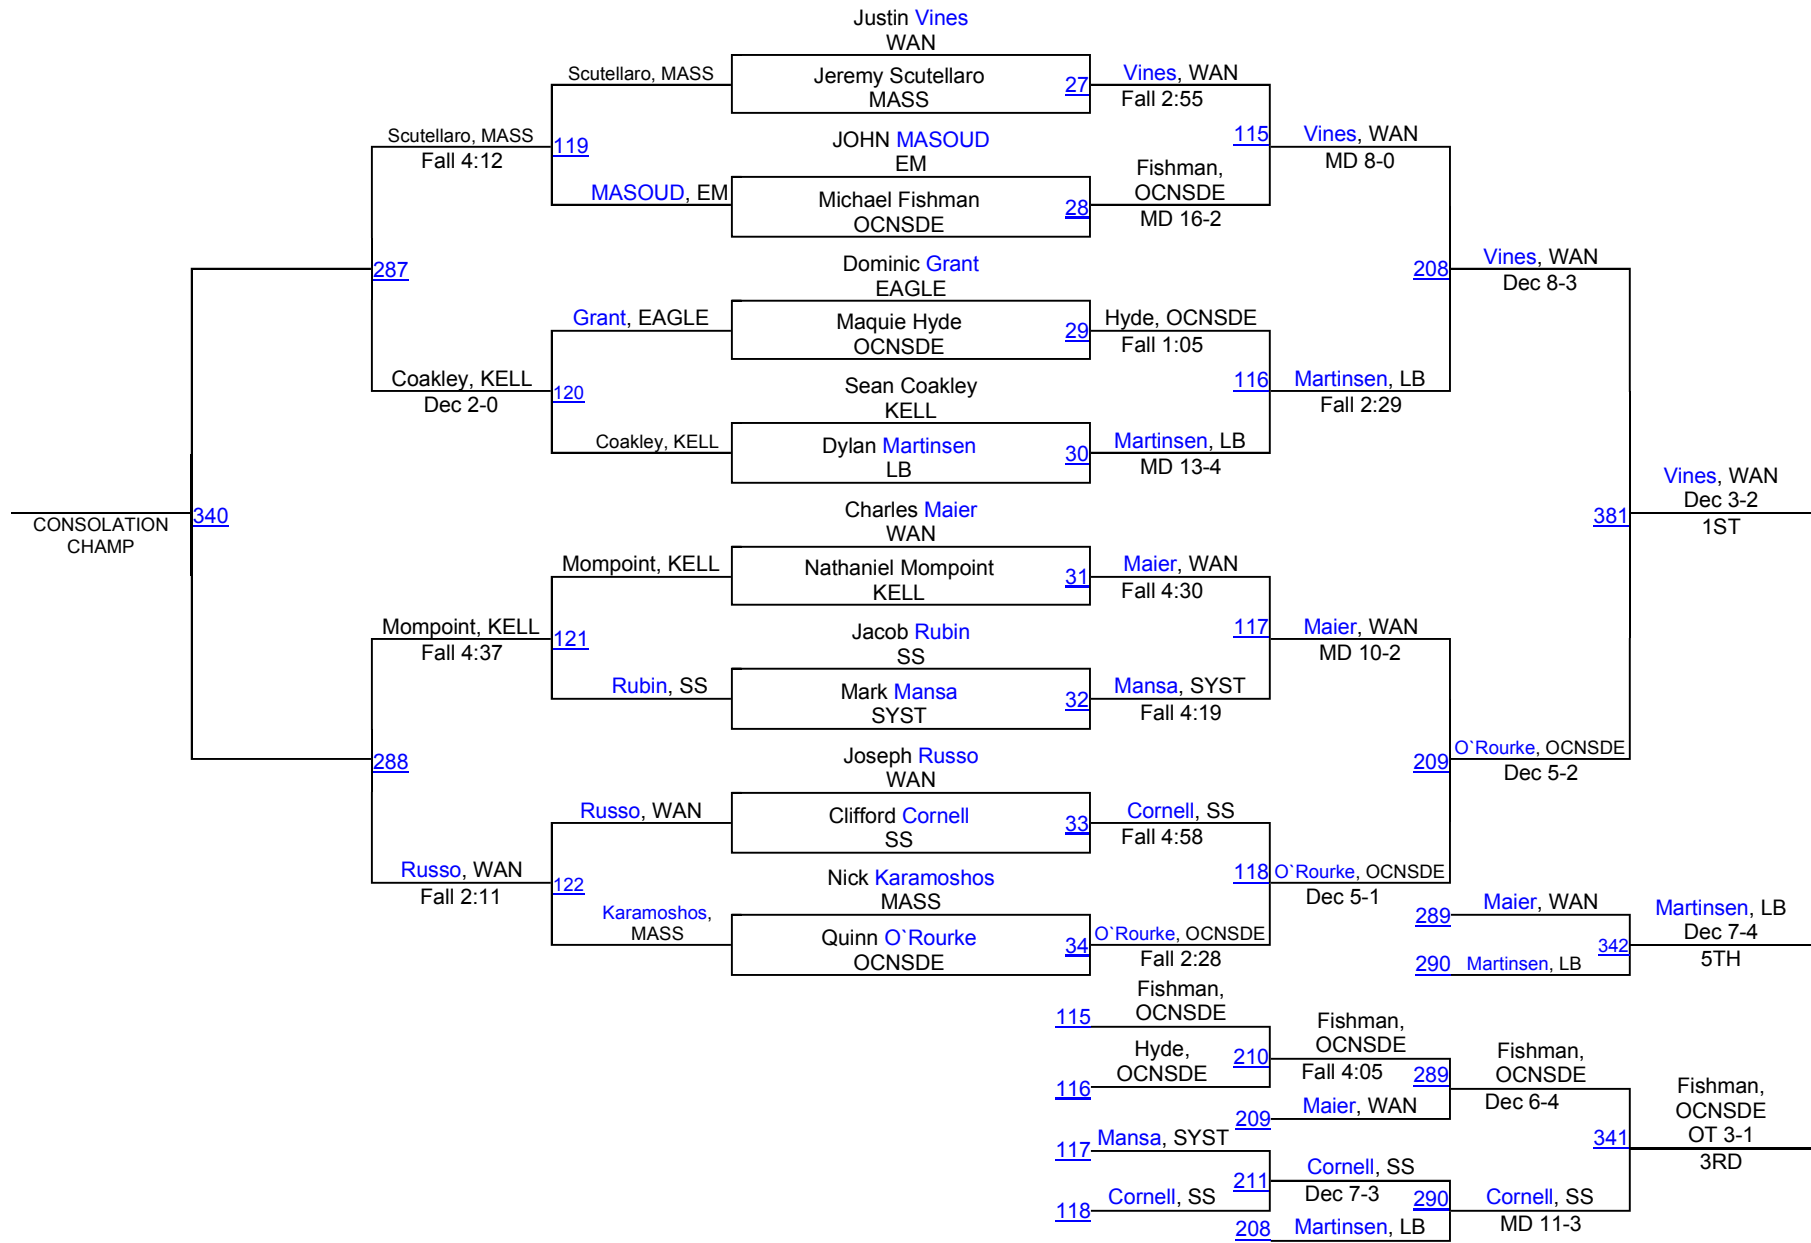 Justin Vines
WAN
Scutellaro, MASS
Jeremy Scutellaro
MASS
27
Vines, WAN
Fall 2:55
Scutellaro, MASS
Fall 4:12
119
JOHN MASOUD
EM
115
Vines, WAN
MD 8-0
MASOUD, EM
Michael Fishman
OCNSDE
28
Fishman,
OCNSDE
MD 16-2
287
Dominic Grant
EAGLE
208
Vines, WAN
Dec 8-3
Grant, EAGLE
Maquie Hyde
OCNSDE
29
Hyde, OCNSDE
Fall 1:05
Coakley, KELL
Dec 2-0
120
Sean Coakley
KELL
116
Martinsen, LB
Fall 2:29
Coakley, KELL
Dylan Martinsen
LB
30
Martinsen, LB
MD 13-4
CONSOLATION
CHAMP
340
Charles Maier
WAN
381
Vines, WAN
Dec 3-2
1ST
Mompoint, KELL
Nathaniel Mompoint
KELL
31
Maier, WAN
Fall 4:30
Mompoint, KELL
Fall 4:37
121
Jacob Rubin
SS
117
Maier, WAN
MD 10-2
Rubin, SS
Mark Mansa
SYST
32
Mansa, SYST
Fall 4:19
288
Joseph Russo
WAN
209
O`Rourke, OCNSDE
Dec 5-2
Russo, WAN
Clifford Cornell
SS
33
Cornell, SS
Fall 4:58
Russo, WAN
Fall 2:11
122
Nick Karamoshos
MASS
118
O`Rourke, OCNSDE
Dec 5-1
Karamoshos,
MASS
Quinn O`Rourke
OCNSDE
34
O`Rourke, OCNSDE
Fall 2:28
289
Maier, WAN
290
Martinsen, LB
342
Martinsen, LB
Dec 7-4
5TH
115
Fishman,
OCNSDE
116
Hyde,
OCNSDE
210
Fishman,
OCNSDE
Fall 4:05
209
Maier, WAN
289
Fishman,
OCNSDE
Dec 6-4
117
Mansa, SYST
118
Cornell, SS
211
Cornell, SS
Dec 7-3
208
Martinsen, LB
290
Cornell, SS
MD 11-3
341
Fishman,
OCNSDE
OT 3-1
3RD